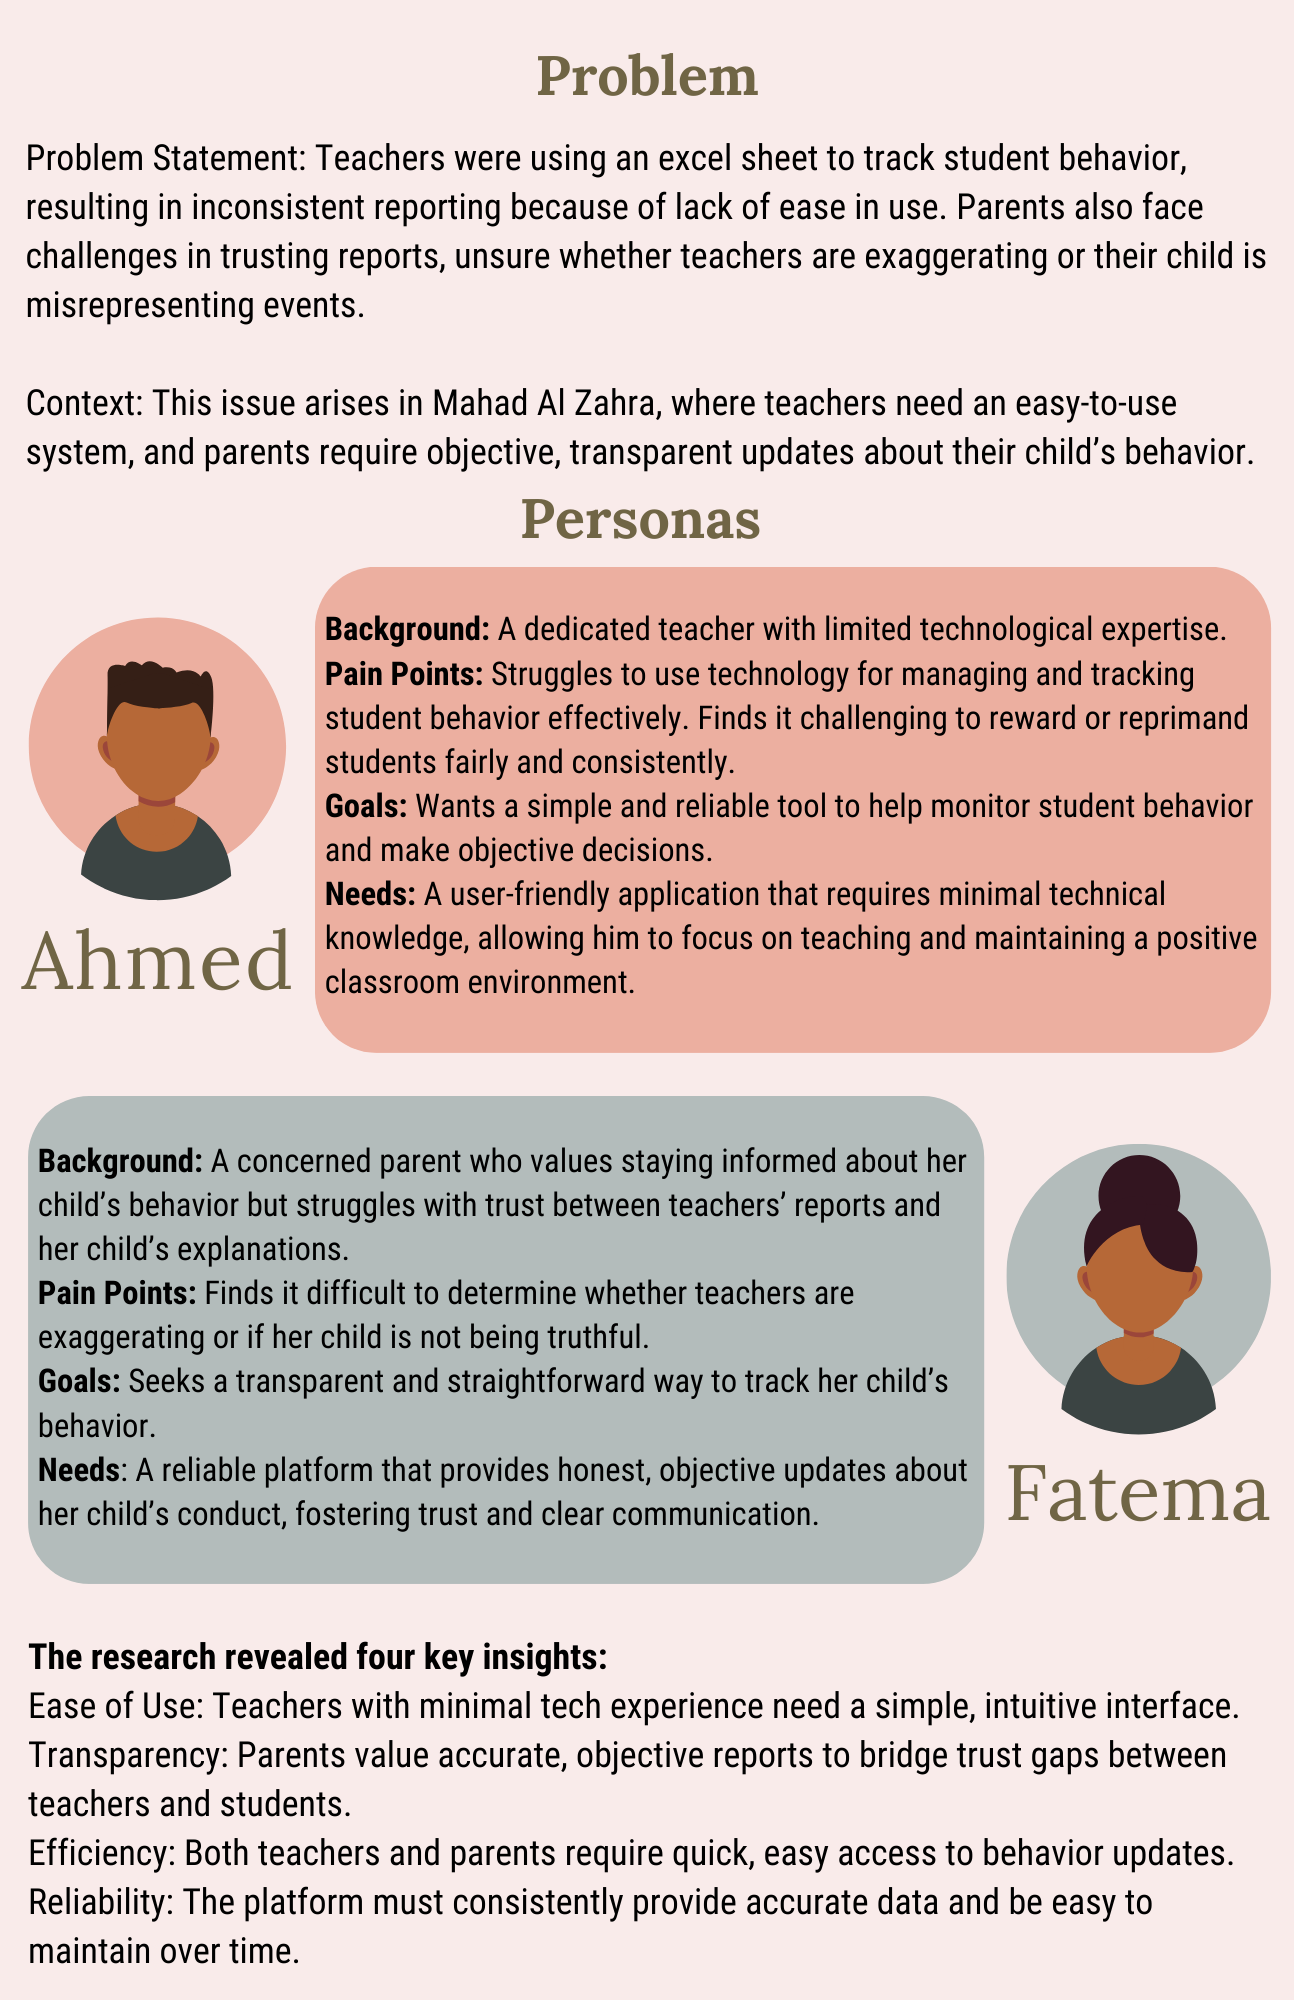 Problem
Problem Statement: Teachers were using an excel sheet to track student behavior,
resulting in inconsistent reporting because of lack of ease in use. Parents also face
challenges in trusting reports, unsure whether teachers are exaggerating or their child is
misrepresenting events.
Context: This issue arises in Mahad Al Zahra, where teachers need an easy-to-use
system, and parents require objective, transparent updates about their child’s behavior.
Personas
Background: A dedicated teacher with limited technological expertise.
Pain Points: Struggles to use technology for managing and tracking
student behavior effectively. Finds it challenging to reward or reprimand
students fairly and consistently.
Goals: Wants a simple and reliable tool to help monitor student behavior
and make objective decisions.
Needs: A user-friendly application that requires minimal technical
knowledge, allowing him to focus on teaching and maintaining a positive
classroom environment.
Ahmed
Background: A concerned parent who values staying informed about her
child’s behavior but struggles with trust between teachers’ reports and
her child’s explanations.
Pain Points: Finds it difficult to determine whether teachers are
exaggerating or if her child is not being truthful.
Goals: Seeks a transparent and straightforward way to track her child’s
behavior.
Needs: A reliable platform that provides honest, objective updates about
her child’s conduct, fostering trust and clear communication.
Fatema
The research revealed four key insights:
Ease of Use: Teachers with minimal tech experience need a simple, intuitive interface.
Transparency: Parents value accurate, objective reports to bridge trust gaps between
teachers and students.
Efficiency: Both teachers and parents require quick, easy access to behavior updates.
Reliability: The platform must consistently provide accurate data and be easy to
maintain over time.